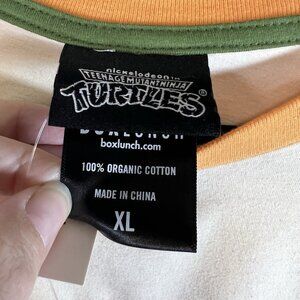 nickelodeon
TEENAGE MUTANT NINJA
TURTLES
BOXLUNCH
boxlunch.com
100% ORGANIC COTTON
MADE IN CHINA
XL